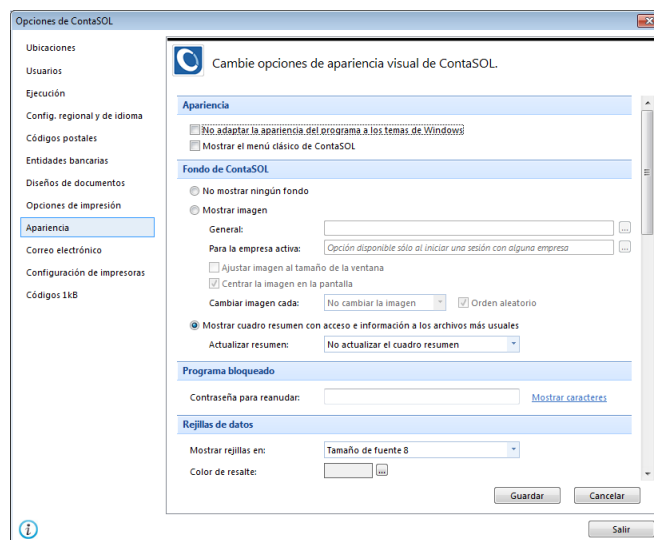 Opciones de ContaSOL
Ubicaciones
Usuarios
Ejecución
Config. regional y de idioma
Códigos postales
Entidades bancarias
Diseños de documentos
Opciones de impresión
Apariencia
Correo electrónico
Configuración de impresoras
Códigos 1kB
Cambie opciones de apariencia visual de ContaSOL.
Apariencia
No adaptar la apariencia del programa a los temas de Windows
Mostrar el menú clásico de ContaSOL
Fondo de ContaSOL
No mostrar ningún fondo
Mostrar imagen
General: ...
Para la empresa activa: Opción disponible sólo al iniciar una sesión con alguna empresa ...
Ajustar imagen al tamaño de la ventana
Centrar la imagen en la pantalla
Cambiar imagen cada: No cambiar la imagen Orden aleatorio
Mostrar cuadro resumen con acceso e información a los archivos más usuales
Actualizar resumen: No actualizar el cuadro resumen
Programa bloqueado
Contraseña para reanudar: Mostrar caracteres
Rejillas de datos
Mostrar rejillas en: Tamaño de fuente 8
Color de resalte: ...
Guardar Cancelar
Salir